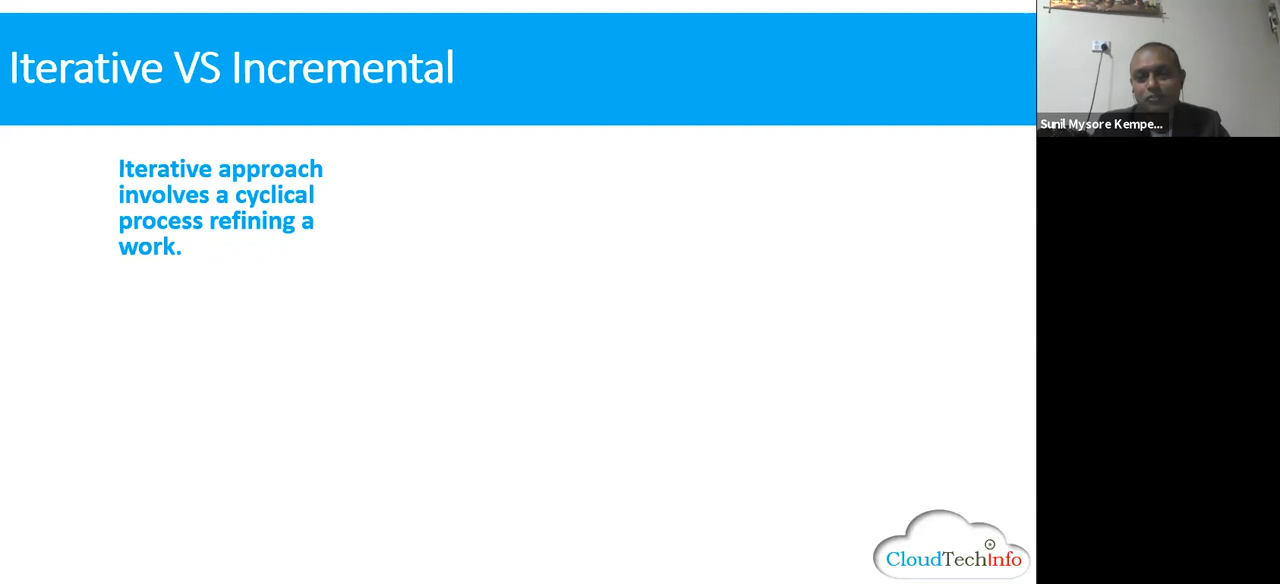 Iterative VS Incremental
Sunil Mysore Kempe...
Iterative approach
involves a cyclical
process refining a
work.
CloudTechInfo